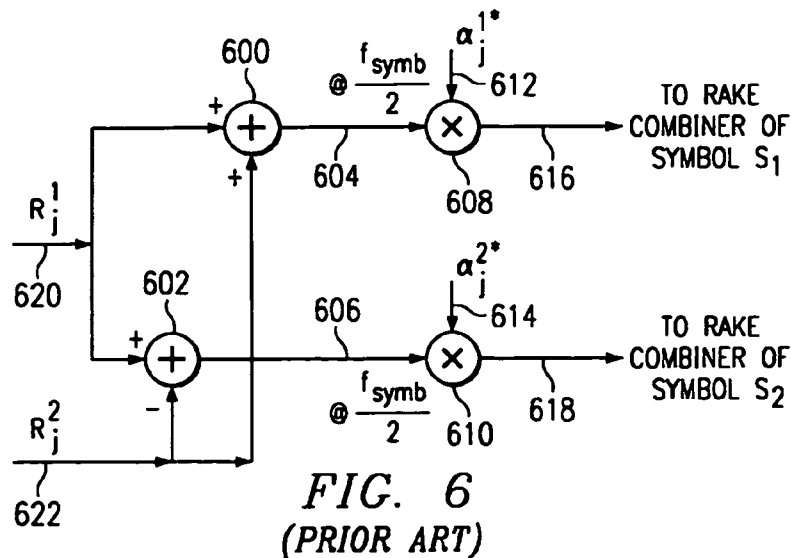 600
+
+
+
@ f_symb/2
α_j^1*
612
×
604
608
616
TO RAKE
COMBINER OF
SYMBOL S1
R_j^1
620
602
+
+
-
606
@ f_symb/2
α_j^2*
614
×
610
618
TO RAKE
COMBINER OF
SYMBOL S2
R_j^2
622
FIG. 6
(PRIOR ART)